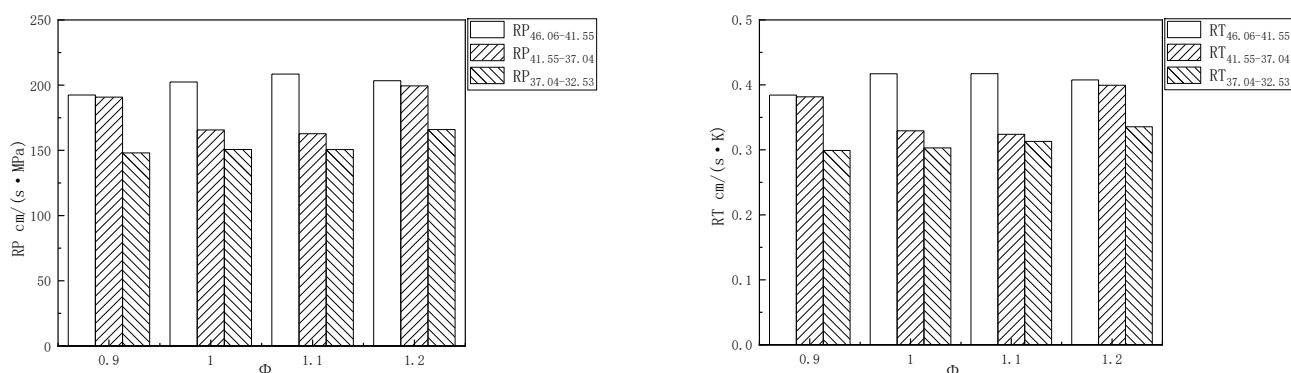 250
200
150
100
50
0
RP cm/(s·MPa)
0.9 1 1.1 1.2
Φ
RP46.06-41.55
RP41.55-37.04
RP37.04-32.53
0.5
0.4
0.3
0.2
0.1
0.0
RT cm/(s·K)
0.9 1 1.1 1.2
Φ
RT46.06-41.55
RT41.55-37.04
RT37.04-32.53